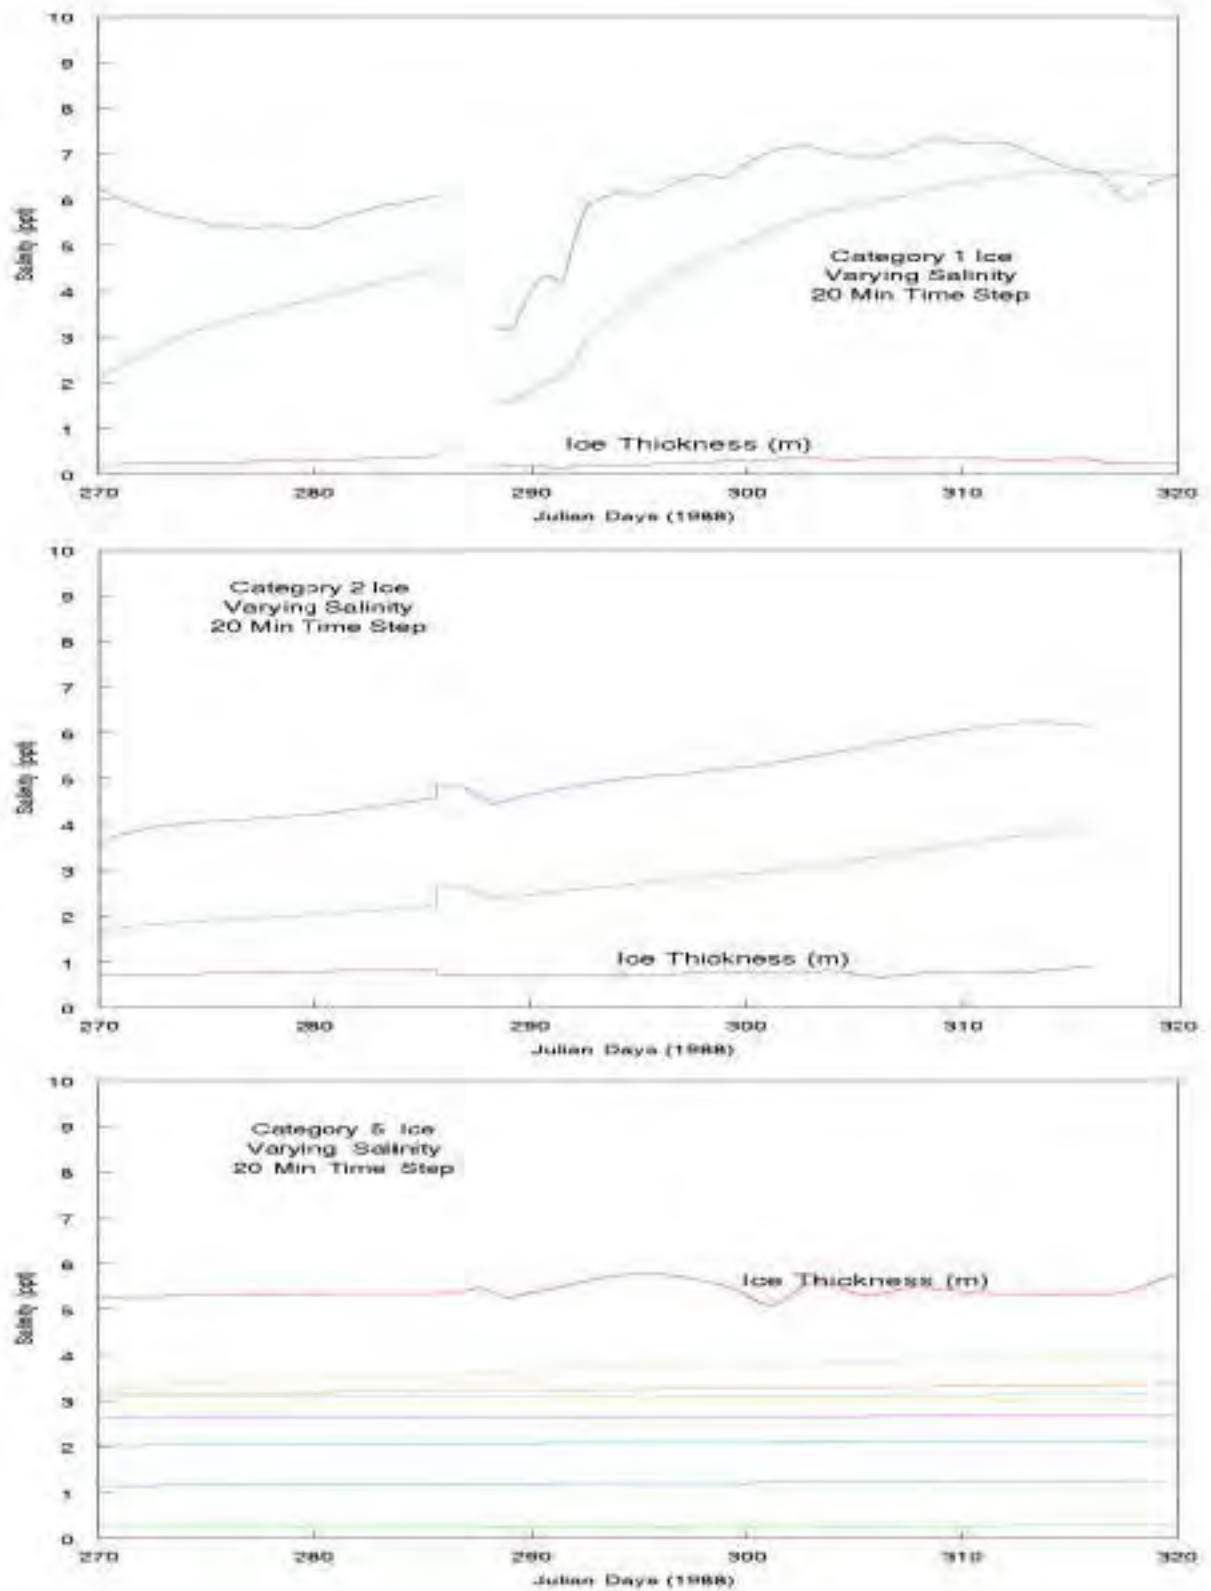 10
9
8
7
6
5
4
3
2
1
0
Salinity (ppt)
Category 1 Ice
Varying Salinity
20 Min Time Step
Ice Thickness (m)
270 280 290 300 310 320
Julian Days (1988)
10
9
8
7
6
5
4
3
2
1
0
Salinity (ppt)
Category 2 Ice
Varying Salinity
20 Min Time Step
Ice Thickness (m)
270 280 290 300 310 320
Julian Days (1988)
10
9
8
7
6
5
4
3
2
1
0
Salinity (ppt)
Category 5 Ice
Varying Salinity
20 Min Time Step
Ice Thickness (m)
270 280 290 300 310 320
Julian Days (1988)